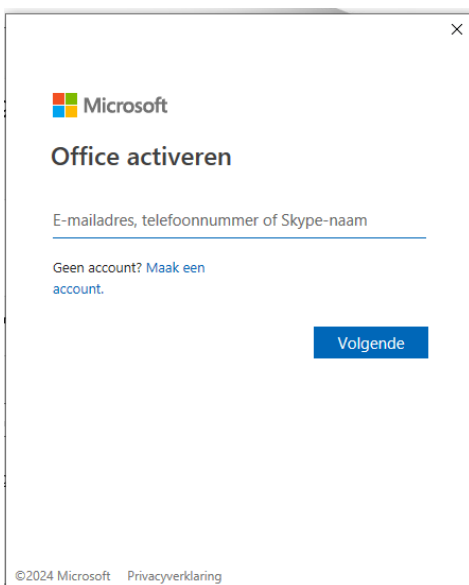 Microsoft
Office activeren
E-mailadres, telefoonnummer of Skype-naam
Geen account? Maak een
account.
Volgende
©2024 Microsoft Privacyverklaring